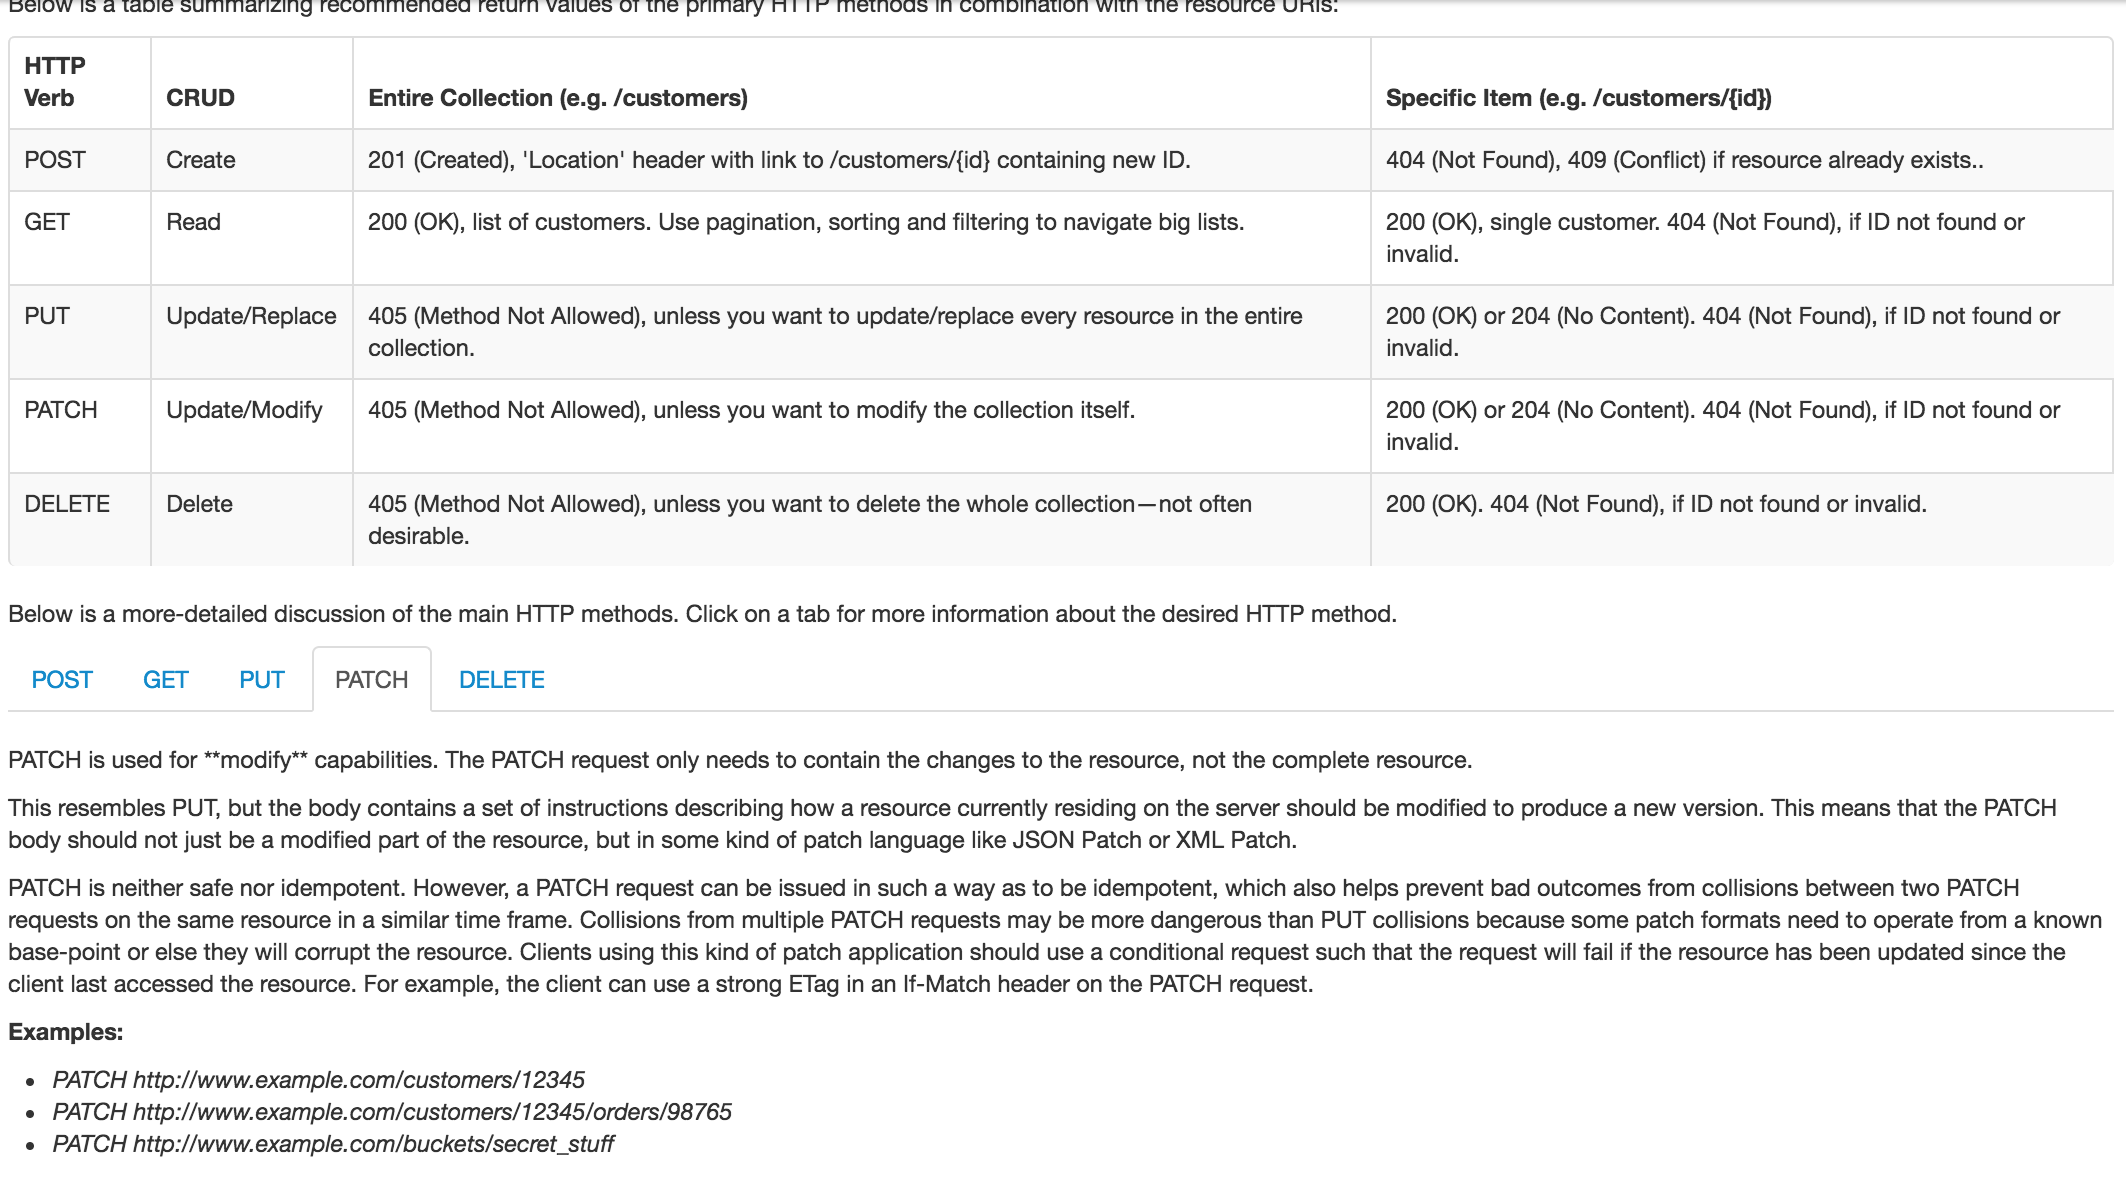 Below is a table summarizing recommended return values of the primary HTTP methods in combination with the resource URIs:
HTTP
Verb CRUD Entire Collection (e.g. /customers) Specific Item (e.g. /customers/{id})
POST Create 201 (Created), 'Location' header with link to /customers/{id} containing new ID. 404 (Not Found), 409 (Conflict) if resource already exists..
GET Read 200 (OK), list of customers. Use pagination, sorting and filtering to navigate big lists. 200 (OK), single customer. 404 (Not Found), if ID not found or
invalid.
PUT Update/Replace 405 (Method Not Allowed), unless you want to update/replace every resource in the entire
collection. 200 (OK) or 204 (No Content). 404 (Not Found), if ID not found or
invalid.
PATCH Update/Modify 405 (Method Not Allowed), unless you want to modify the collection itself. 200 (OK) or 204 (No Content). 404 (Not Found), if ID not found or
invalid.
DELETE Delete 405 (Method Not Allowed), unless you want to delete the whole collection—not often
desirable. 200 (OK). 404 (Not Found), if ID not found or invalid.
Below is a more-detailed discussion of the main HTTP methods. Click on a tab for more information about the desired HTTP method.
POST GET PUT PATCH DELETE
PATCH is used for **modify** capabilities. The PATCH request only needs to contain the changes to the resource, not the complete resource.
This resembles PUT, but the body contains a set of instructions describing how a resource currently residing on the server should be modified to produce a new version. This means that the PATCH
body should not just be a modified part of the resource, but in some kind of patch language like JSON Patch or XML Patch.
PATCH is neither safe nor idempotent. However, a PATCH request can be issued in such a way as to be idempotent, which also helps prevent bad outcomes from collisions between two PATCH
requests on the same resource in a similar time frame. Collisions from multiple PATCH requests may be more dangerous than PUT collisions because some patch formats need to operate from a known
base-point or else they will corrupt the resource. Clients using this kind of patch application should use a conditional request such that the request will fail if the resource has been updated since the
client last accessed the resource. For example, the client can use a strong ETag in an If-Match header on the PATCH request.
Examples:
• PATCH http://www.example.com/customers/12345
• PATCH http://www.example.com/customers/12345/orders/98765
• PATCH http://www.example.com/buckets/secret_stuff